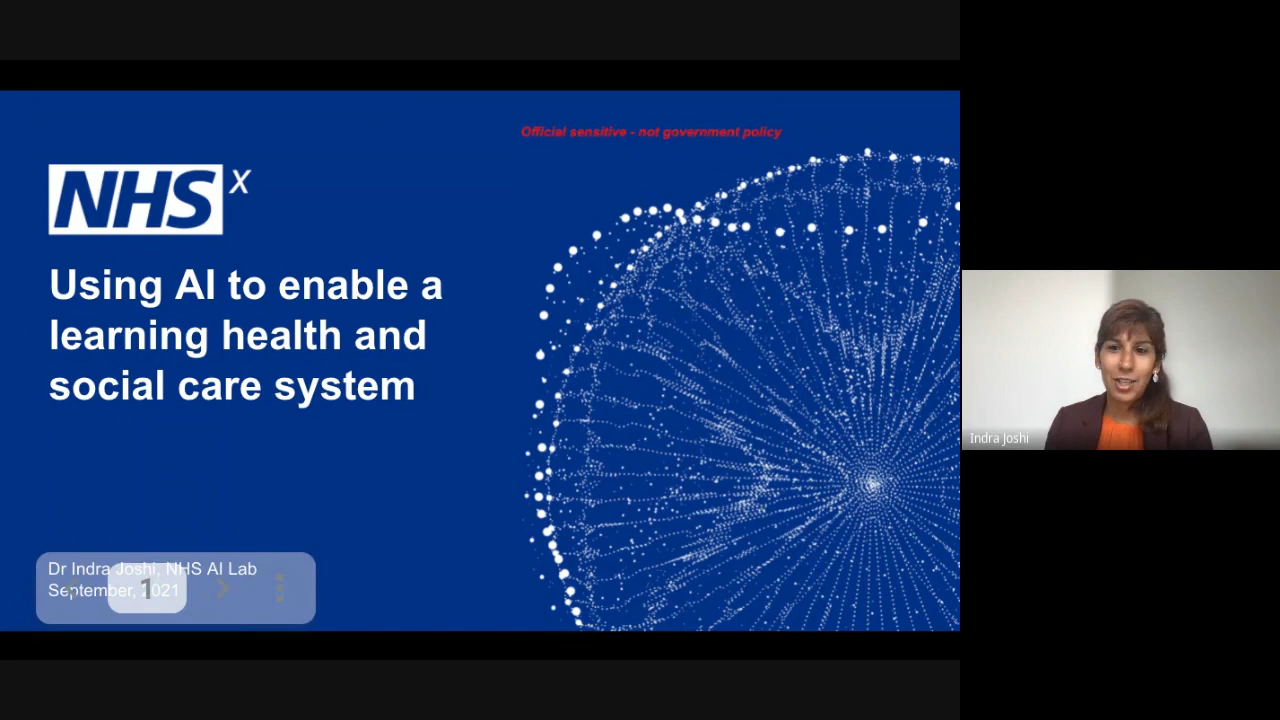 Official sensitive - not government policy
NHS x
Using AI to enable a
learning health and
social care system
Dr Indra Joshi, NHS AI Lab
September, 2021
1
Indra Joshi